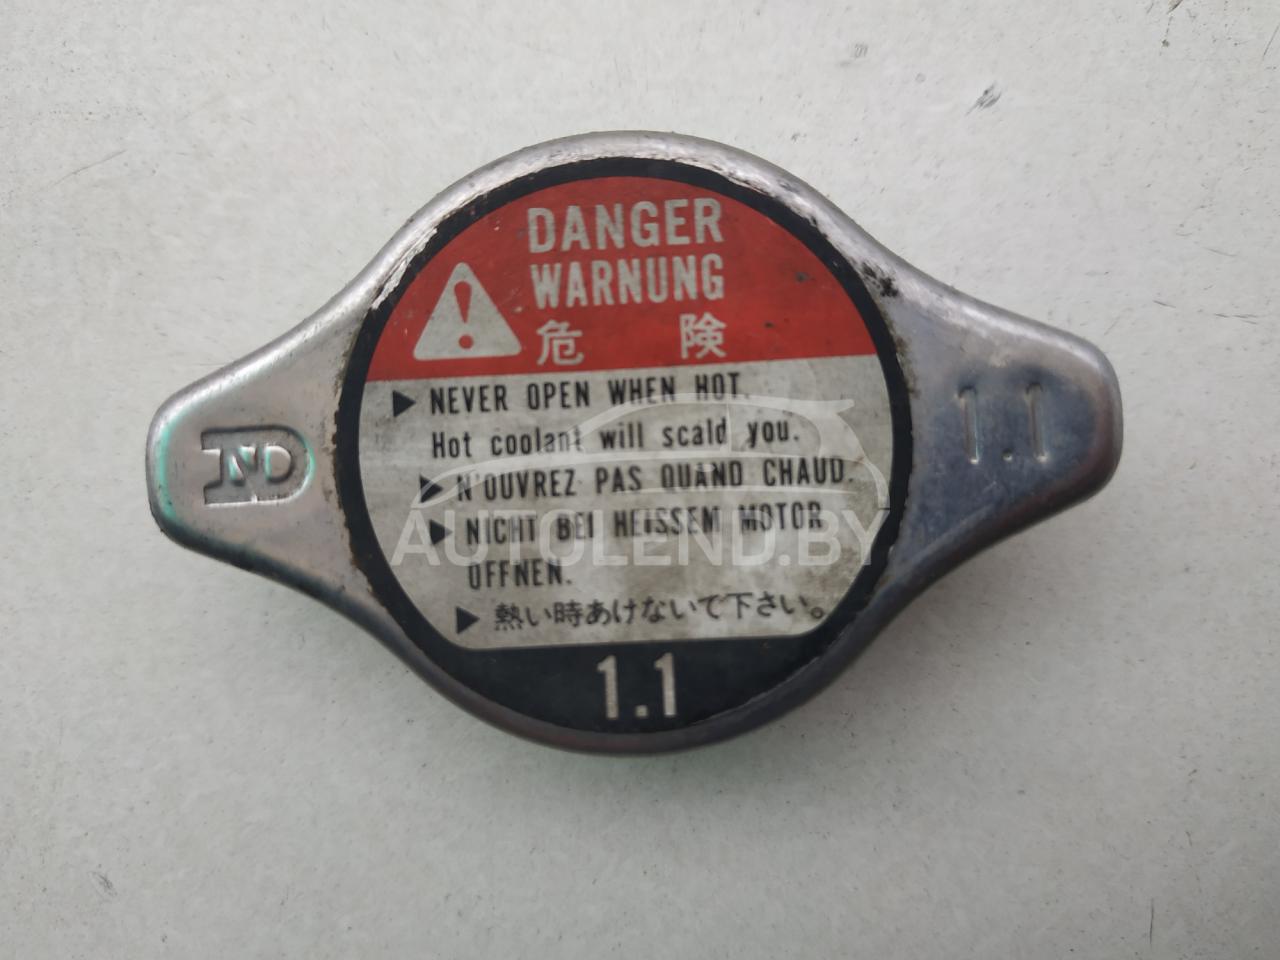 DANGER
WARNUNG
危 険
NEVER OPEN WHEN HOT.
Hot coolant will scald you.
N'OUVREZ PAS QUAND CHAUD.
NICHT BEI HEISSEM MOTOR
OFFNEN.
熱い時あけないで下さい。
1.1
ND
1.1
AUTOLEND.BY